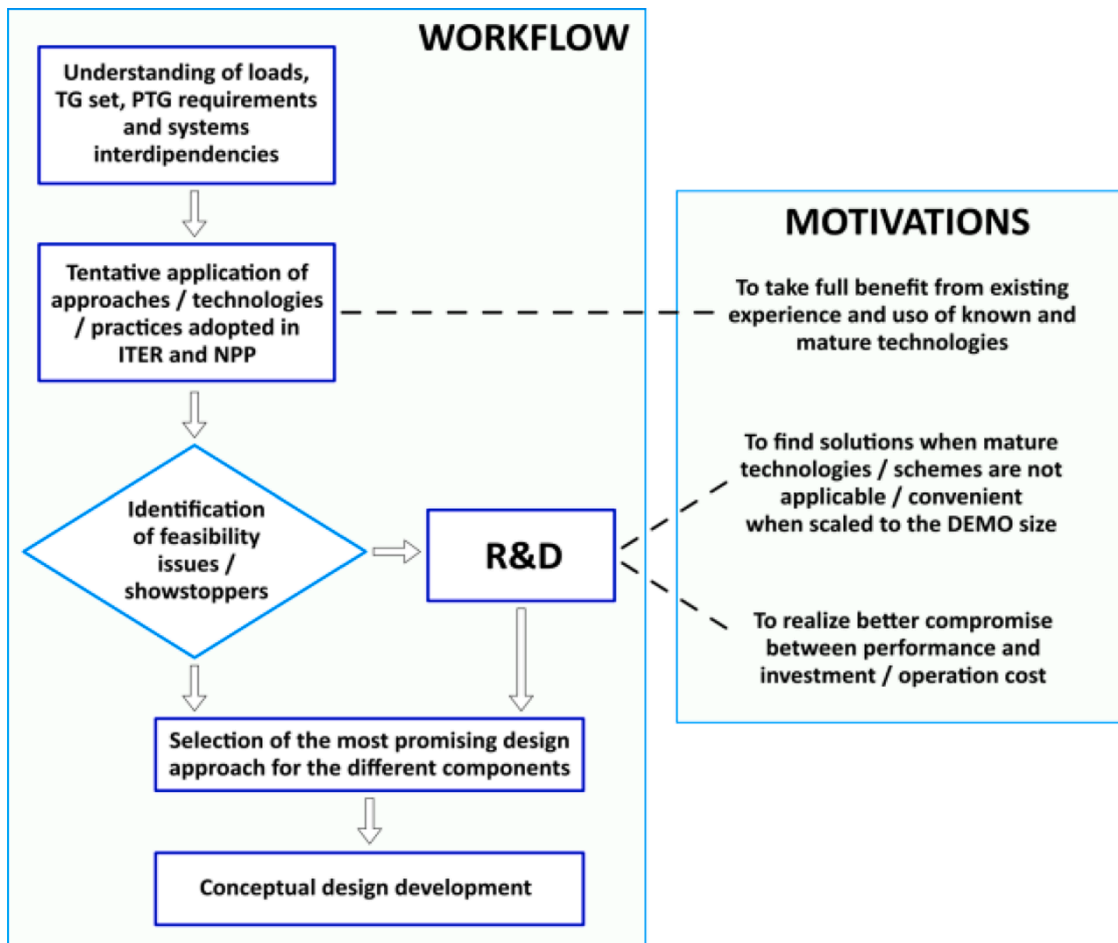 WORKFLOW
Understanding of loads,
TG set, PTG requirements
and systems
interdipendencies
Tentative application of
approaches / technologies
/ practices adopted in
ITER and NPP
Identification
of feasibility
issues /
showstoppers
R&D
Selection of the most promising design
approach for the different components
Conceptual design development
MOTIVATIONS
To take full benefit from existing
experience and uso of known and
mature technologies
To find solutions when mature
technologies / schemes are not
applicable / convenient
when scaled to the DEMO size
To realize better compromise
between performance and
investment / operation cost